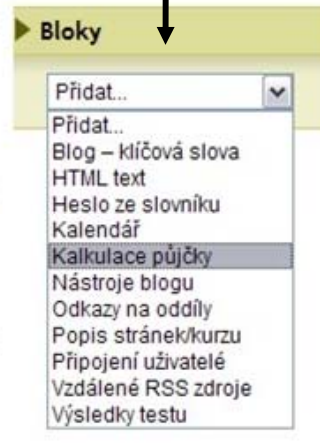 Bloky
Přidat...
Přidat...
Blog – klíčová slova
HTML text
Heslo ze slovníku
Kalendář
Kalkulace půjčky
Nástroje blogu
Odkazy na oddíly
Popis stránek/kurzu
Připojení uživatelé
Vzdálené RSS zdroje
Výsledky testu